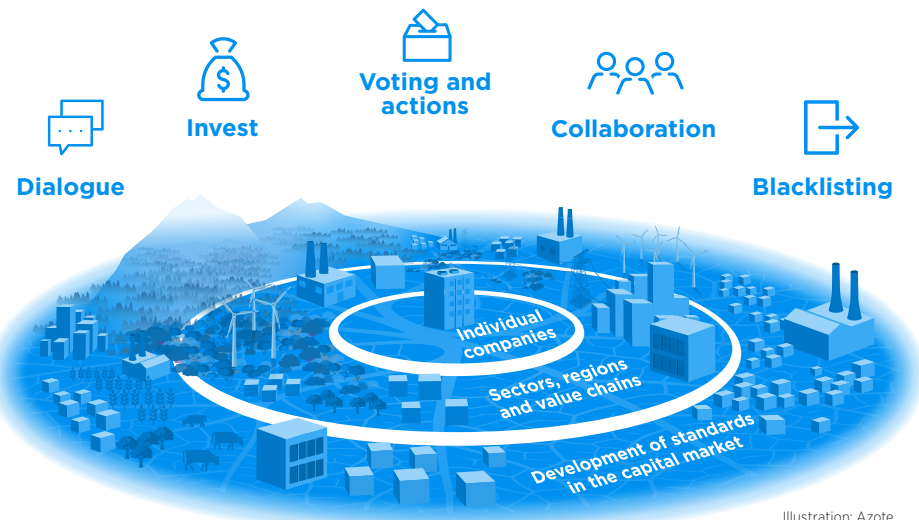 Voting and
actions
Invest
Collaboration
Dialogue
Blacklisting
$
Individual
companies
Sectors, regions
and value chains
Development of standards
in the capital market
Illustration: Azote